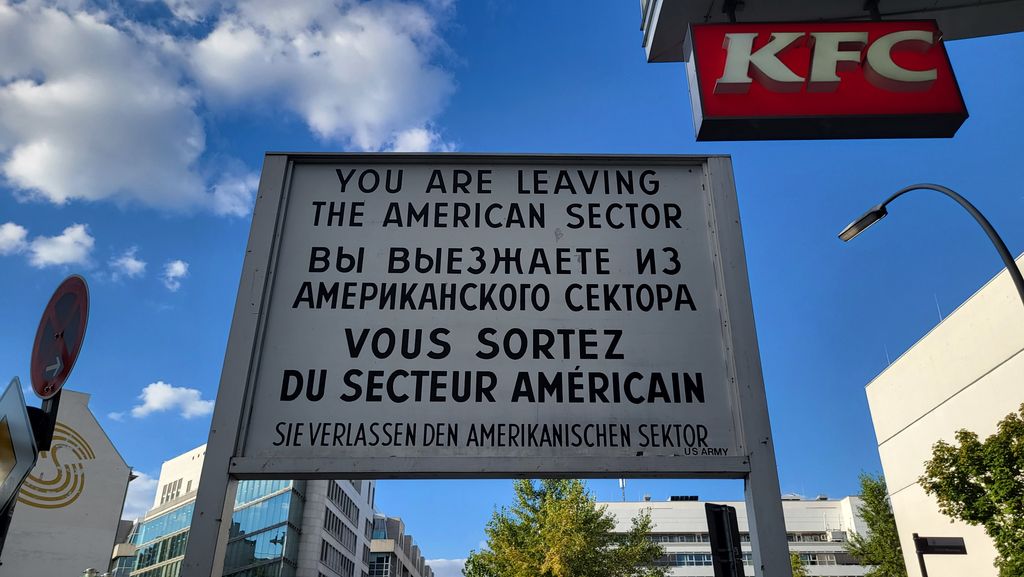 KFC
YOU ARE LEAVING
THE AMERICAN SECTOR
ВЫ ВЫЕЗЖАЕТЕ ИЗ
АМЕРИКАНСКОГО СЕКТОРА
VOUS SORTEZ
DU SECTEUR AMÉRICAIN
SIE VERLASSEN DEN AMERIKANISCHEN SEKTOR
US ARMY